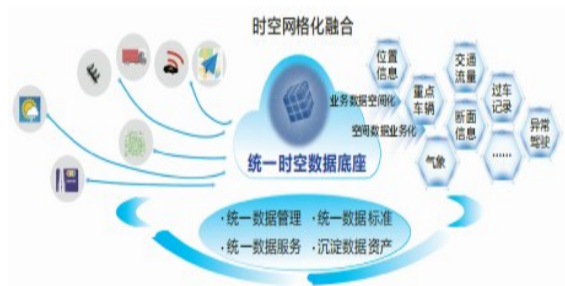 时空网格化融合
位置
信息
交通
流量
业务数据空间化
重点
车辆
过车
记录
空间数据业务化
断面
信息
异常
驾驶
统一时空数据底座
气象
......
·统一数据管理 ·统一数据标准
·统一数据服务 ·沉淀数据资产